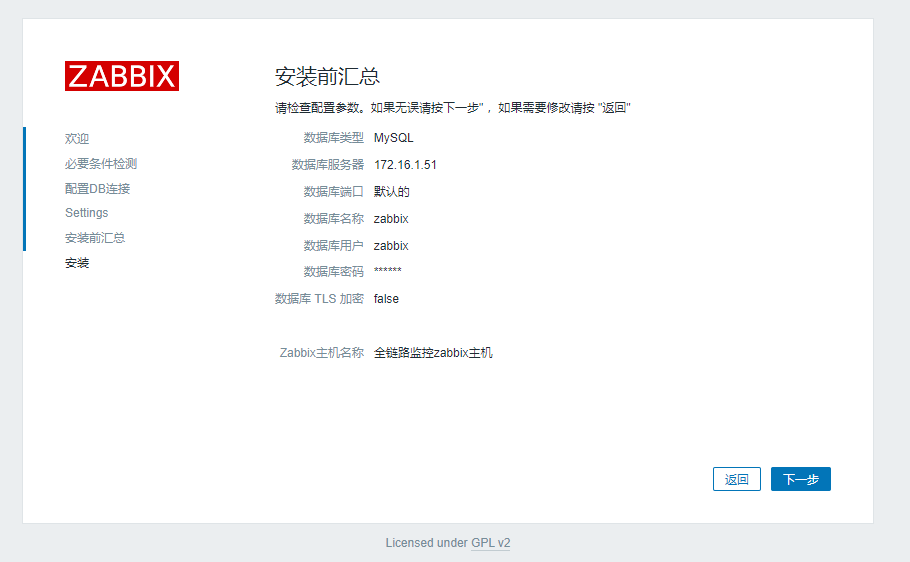 ZABBIX
欢迎
必要条件检测
配置DB连接
Settings
安装前汇总
安装
安装前汇总
请检查配置参数。如果无误请按下一步" ，如果需要修改请按 "返回"
数据库类型 MySQL
数据库服务器 172.16.1.51
数据库端口 默认的
数据库名称 zabbix
数据库用户 zabbix
数据库密码 ******
数据库 TLS 加密 false
Zabbix主机名称 全链路监控zabbix主机
返回 下一步
Licensed under GPL v2